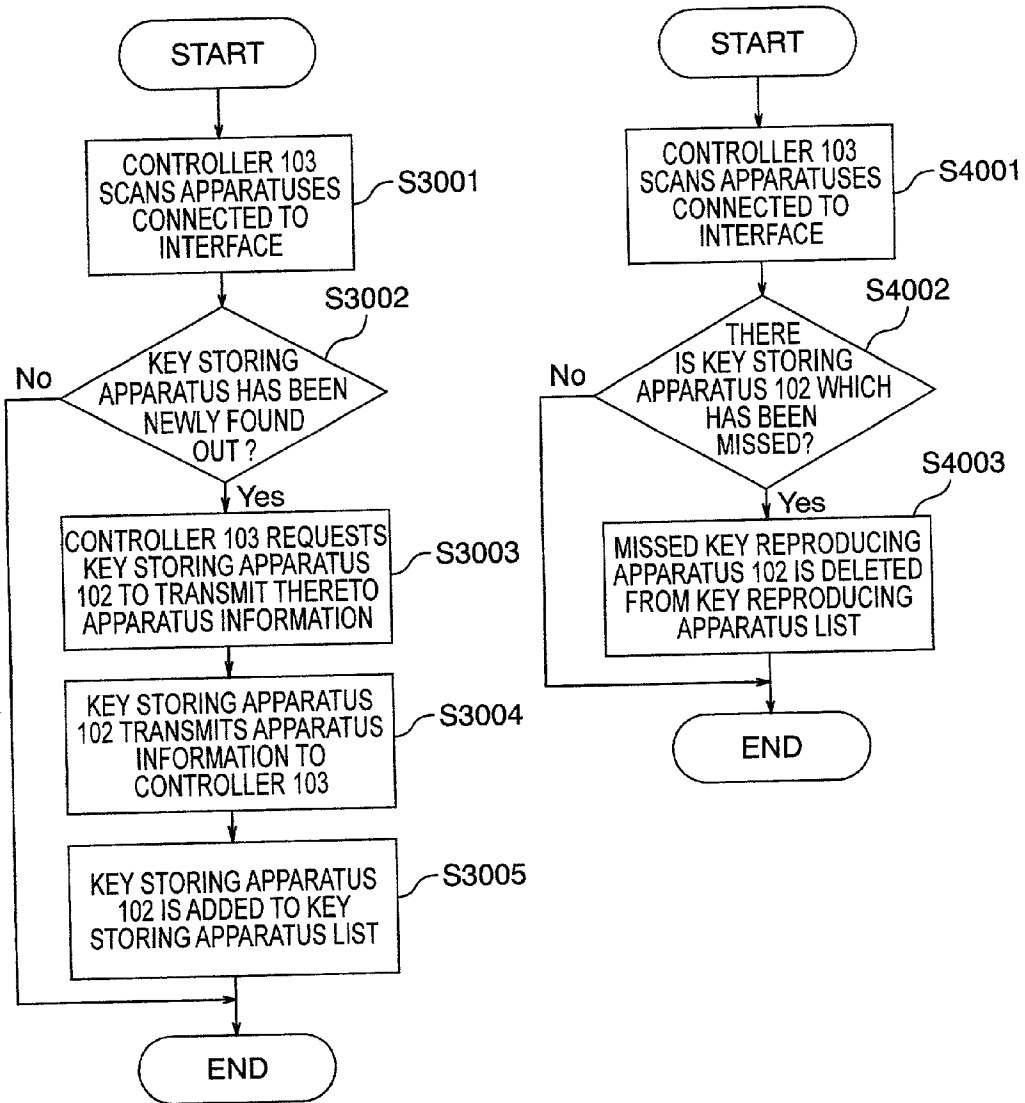 START
CONTROLLER 103
SCANS APPARATUSES
CONNECTED TO
INTERFACE
S3001
S3002
KEY STORING
APPARATUS HAS BEEN
NEWLY FOUND
OUT ?
No
Yes
CONTROLLER 103 REQUESTS
KEY STORING APPARATUS
102 TO TRANSMIT THERETO
APPARATUS INFORMATION
S3003
KEY STORING APPARATUS
102 TRANSMITS APPARATUS
INFORMATION TO
CONTROLLER 103
S3004
KEY STORING APPARATUS
102 IS ADDED TO KEY
STORING APPARATUS LIST
S3005
END
START
CONTROLLER 103
SCANS APPARATUSES
CONNECTED TO
INTERFACE
S4001
S4002
THERE
IS KEY STORING
APPARATUS 102 WHICH
HAS BEEN
MISSED?
No
Yes
S4003
MISSED KEY REPRODUCING
APPARATUS 102 IS DELETED
FROM KEY REPRODUCING
APPARATUS LIST
END